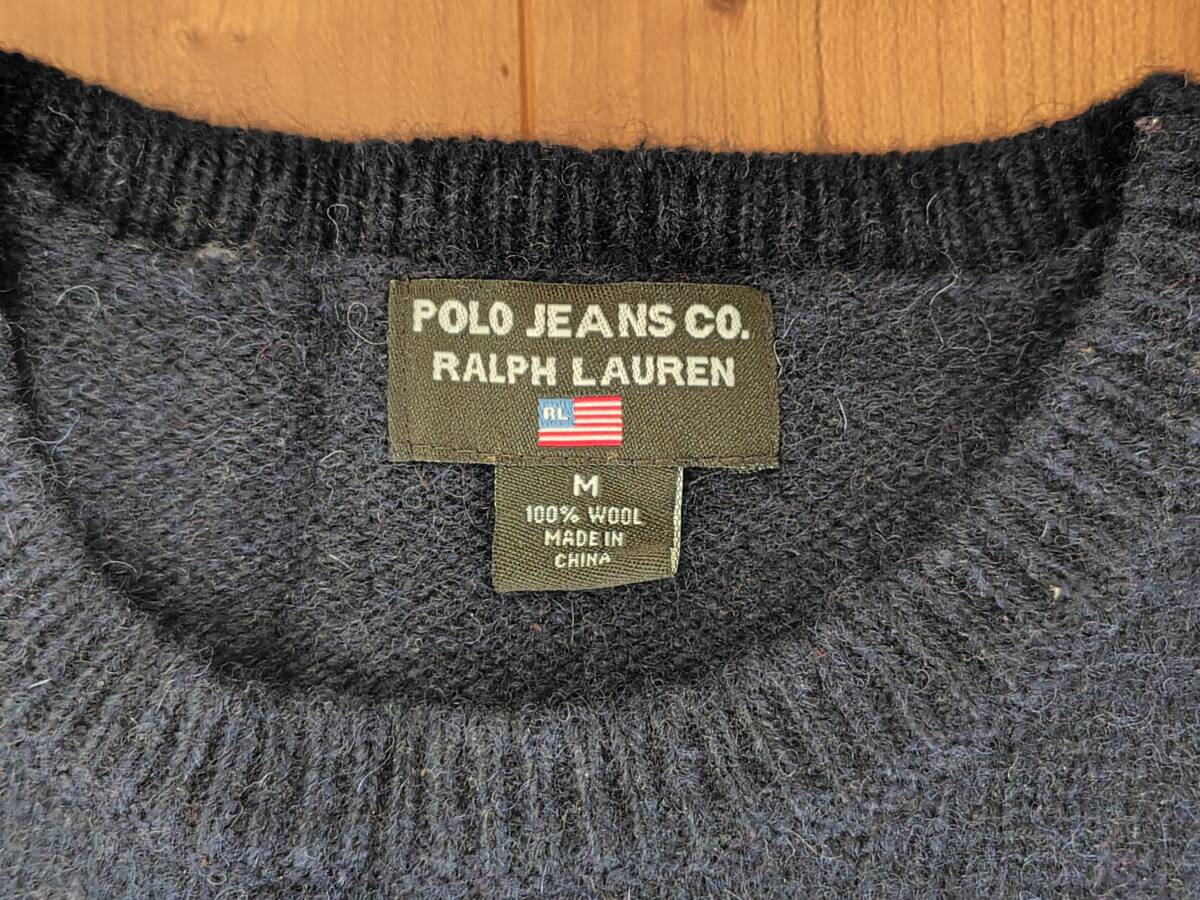 POLO JEANS CO.
RALPH LAUREN
RL
M
100% WOOL
MADE IN
CHINA